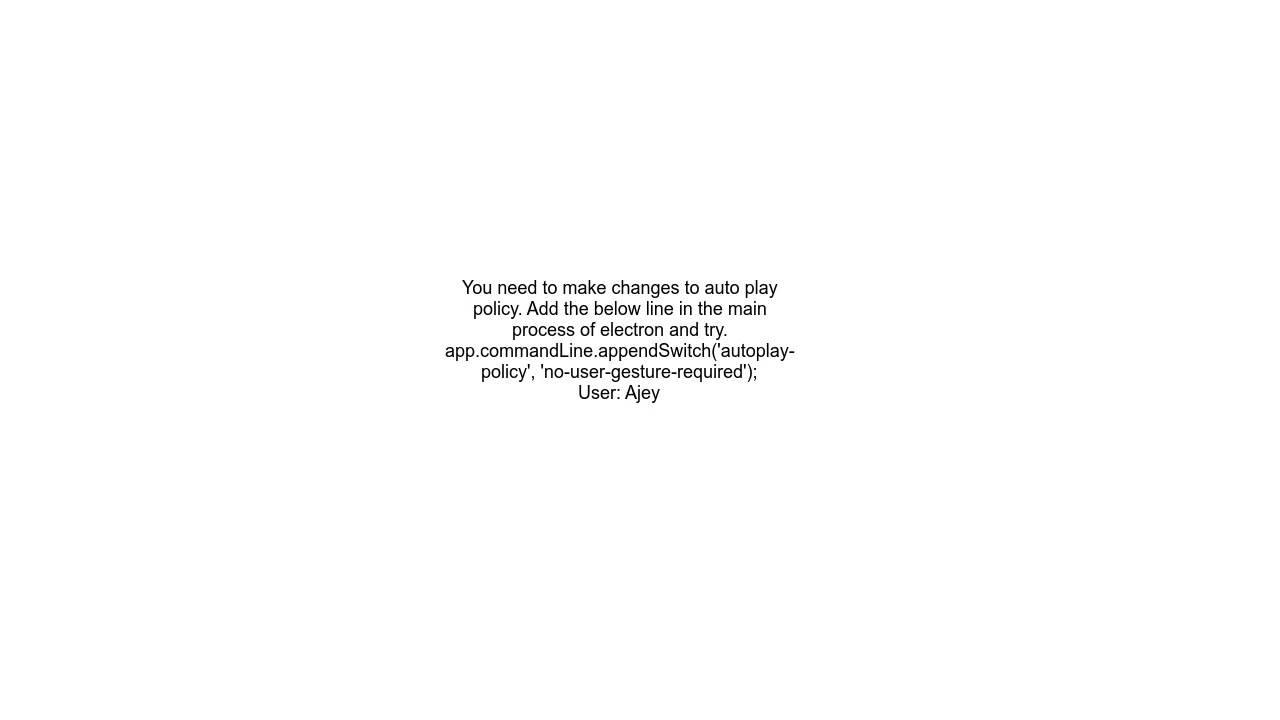 You need to make changes to auto play
policy. Add the below line in the main
process of electron and try.
app.commandLine.appendSwitch('autoplay-
policy', 'no-user-gesture-required');
User: Ajey